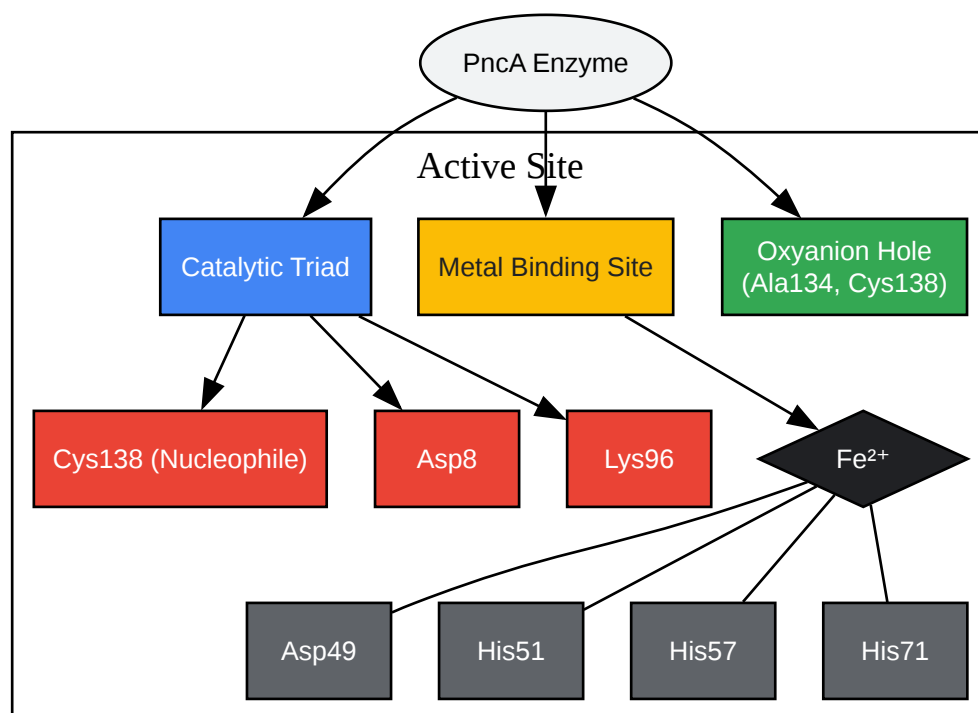 PncA Enzyme
Active Site
Catalytic Triad
Metal Binding Site
Oxyanion Hole
(Ala134, Cys138)
Cys138 (Nucleophile)
Asp8
Lys96
Fe²⁺
Asp49
His51
His57
His71